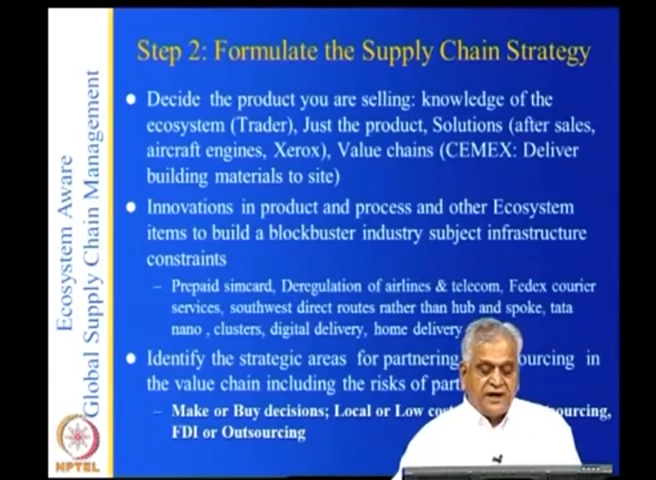 Step 2: Formulate the Supply Chain Strategy
Decide the product you are selling: knowledge of the
ecosystem (Trader), Just the product, Solutions (after sales,
aircraft engines, Xerox), Value chains (CEMEX: Deliver
building materials to site)
Innovations in product and process and other Ecosystem
items to build a blockbuster industry subject infrastructure
constraints
– Prepaid simcard, Deregulation of airlines & telecom, Fedex courier
services, southwest direct routes rather than hub and spoke, tata
nano , clusters, digital delivery, home delivery
Identify the strategic areas for partnering in
the value chain including the risks of
– Make or Buy decisions; Local or Low
FDI or Outsourcing
Ecosystem Aware
Global Supply Chain Management
NPTEL